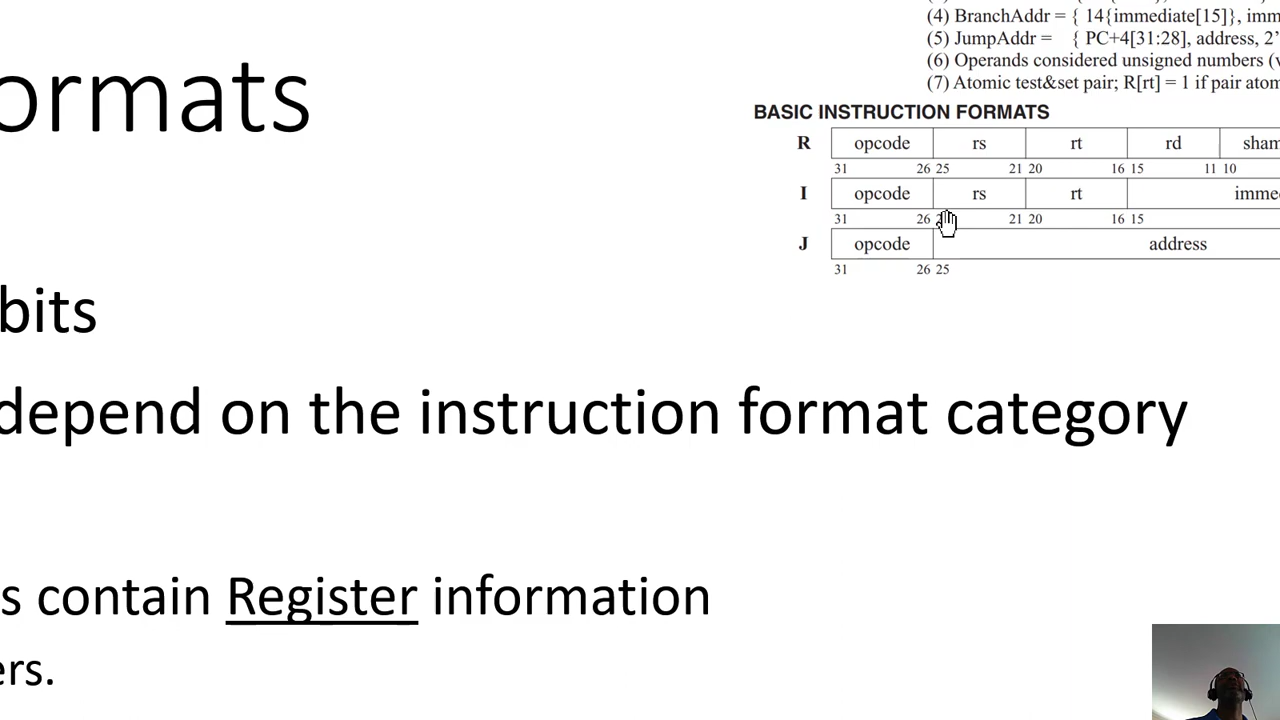 (4) BranchAddr = { 14{immediate[15]}, imm
(5) JumpAddr = { PC+4[31:28], address, 2'
(6) Operands considered unsigned numbers (v
(7) Atomic test&set pair; R[rt] = 1 if pair atom
ormats
BASIC INSTRUCTION FORMATS
R opcode rs rt rd sham
31 26 25 21 20 16 15 11 10
I opcode rs rt imme
31 26 21 20 16 15
J opcode address
31 26 25
bits
depend on the instruction format category
s contain Register information
ers.